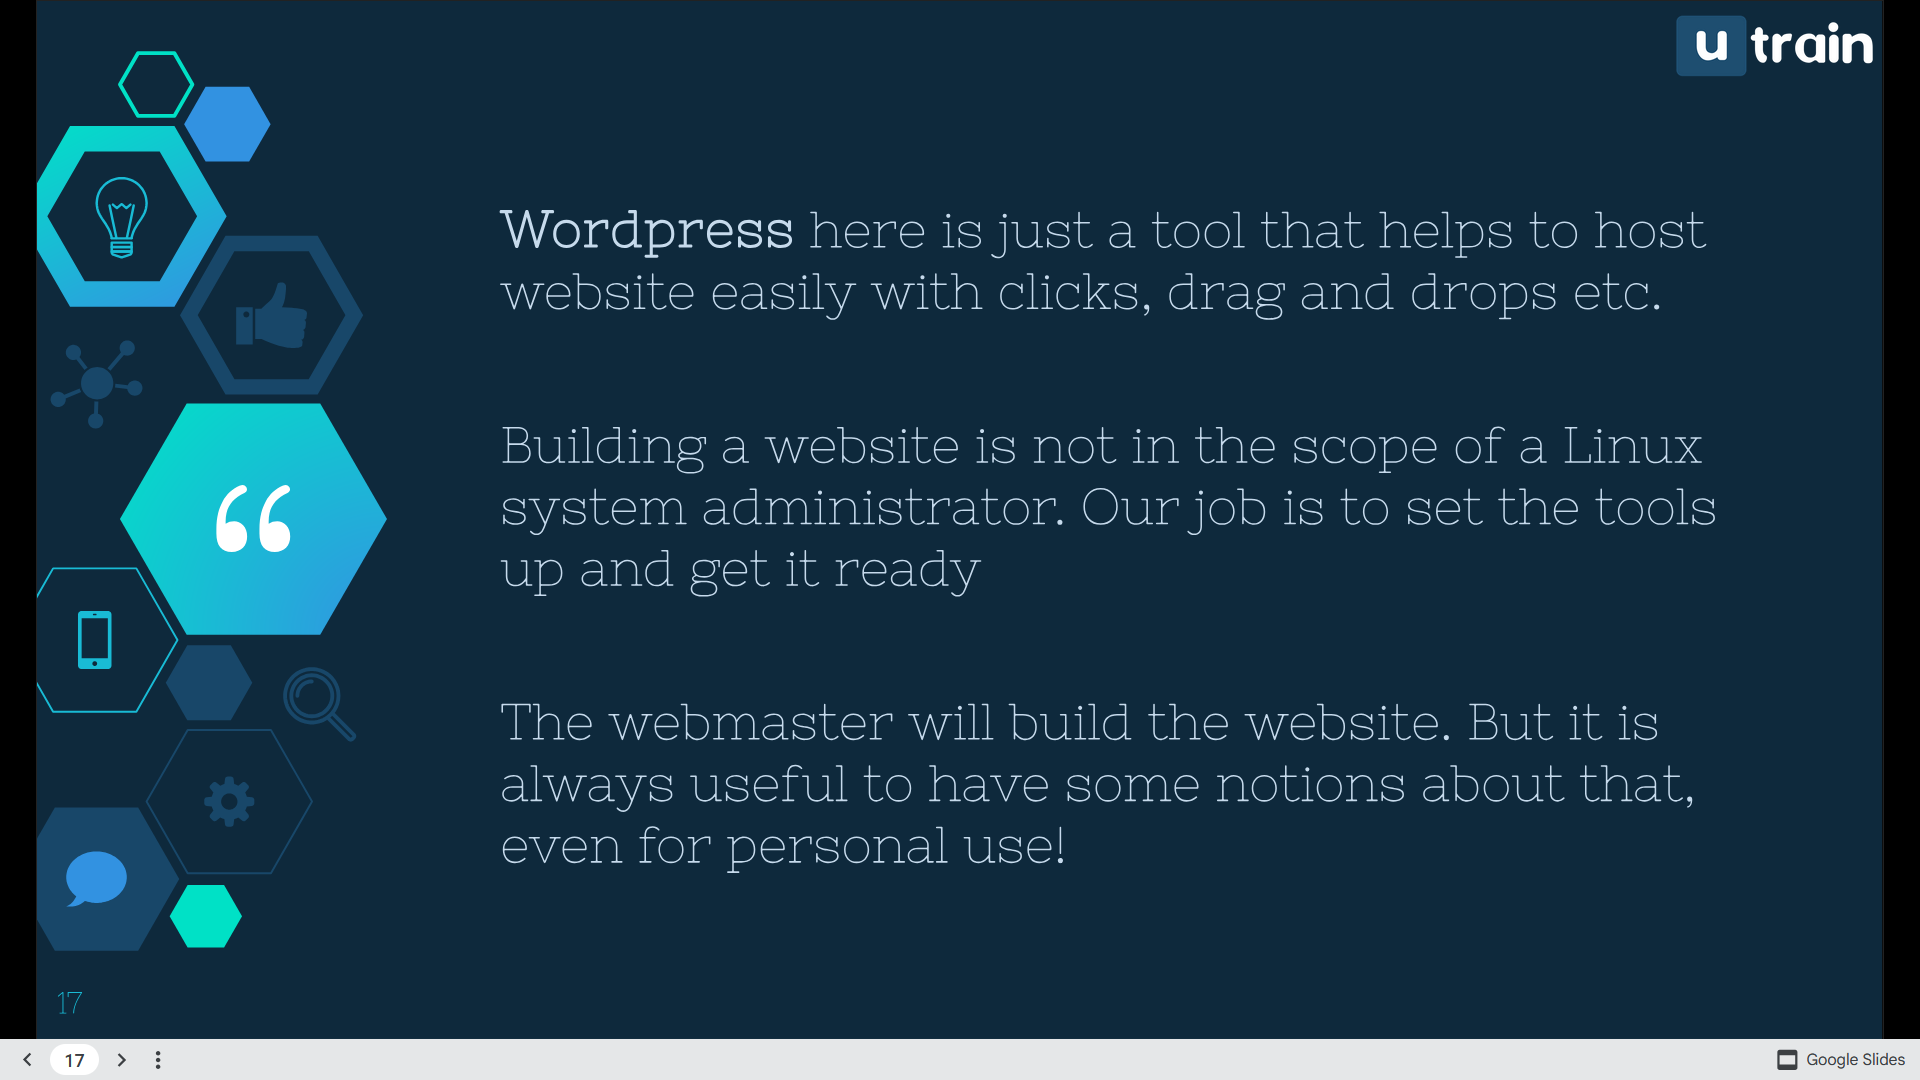 u train
Wordpress here is just a tool that helps to host
website easily with clicks, drag and drops etc.
Building a website is not in the scope of a Linux
system administrator. Our job is to set the tools
up and get it ready
The webmaster will build the website. But it is
always useful to have some notions about that,
even for personal use!
“
17
17
Google Slides